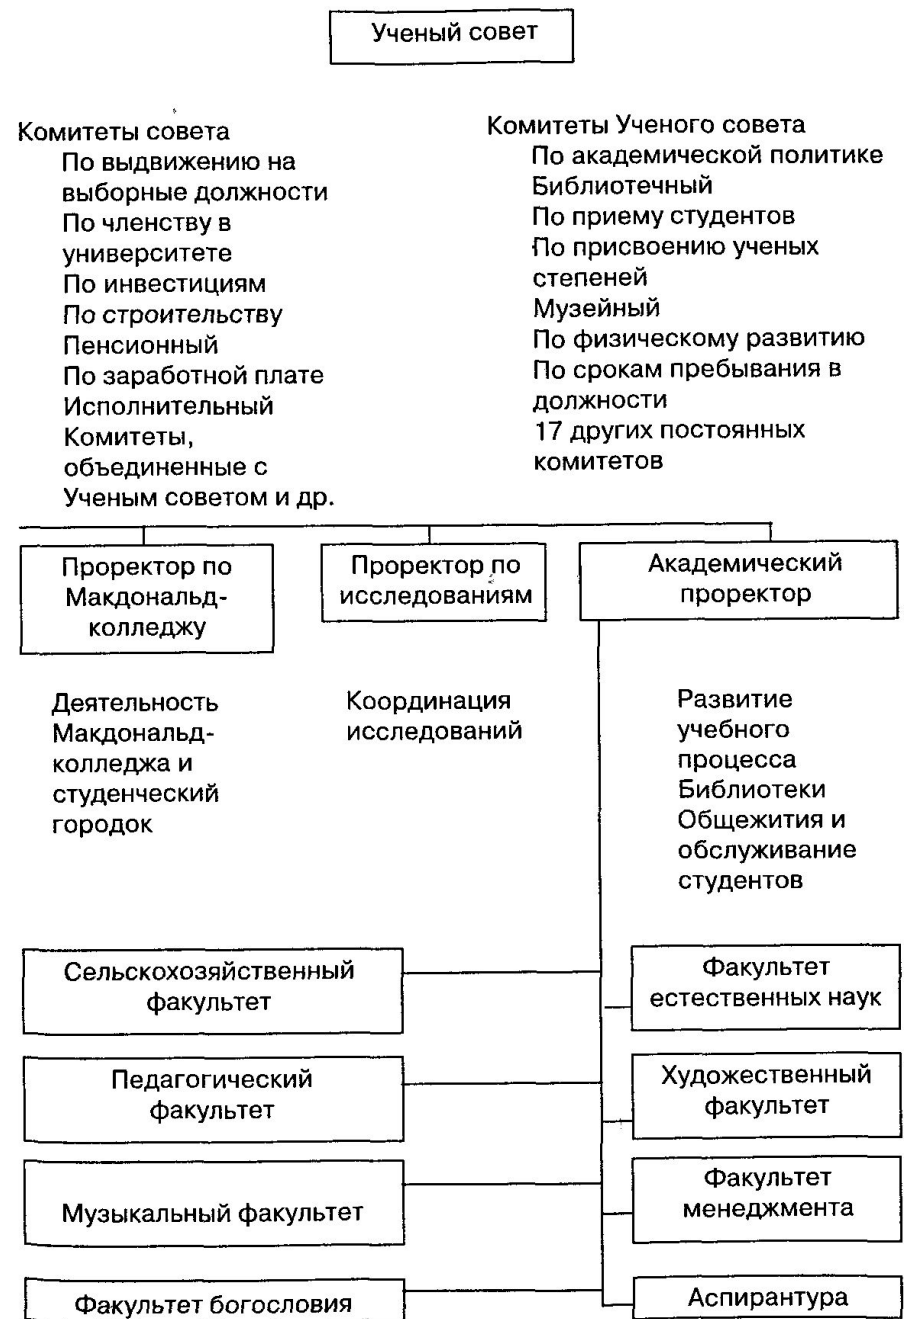 Ученый совет
Комитеты совета
По выдвижению на
выборные должности
По членству в
университете
По инвестициям
По строительству
Пенсионный
По заработной плате
Исполнительный
Комитеты,
объединенные с
Ученым советом и др.
Комитеты Ученого совета
По академической политике
Библиотечный
По приему студентов
По присвоению ученых
степеней
Музейный
По физическому развитию
По срокам пребывания в
должности
17 других постоянных
комитетов
Проректор по
Макдональд-
колледжу
Проректор по
исследованиям
Академический
проректор
Деятельность
Макдональд-
колледжа и
студенческий
городок
Координация
исследований
Развитие
учебного
процесса
Библиотеки
Общежития и
обслуживание
студентов
Сельскохозяйственный
факультет
Факультет
естественных наук
Педагогический
факультет
Художественный
факультет
Музыкальный факультет
Факультет
менеджмента
Факультет богословия
Аспирантура